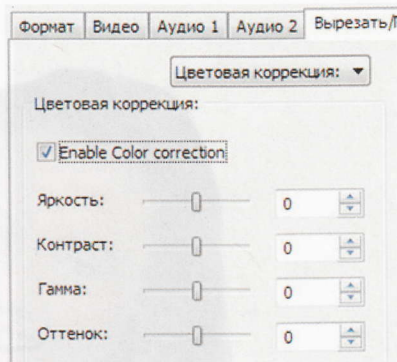 Формат Видео Аудио 1 Аудио 2 Вырезать/
Цветовая коррекция:
Цветовая коррекция:
Enable Color correction
Яркость: 0
Контраст: 0
Гамма: 0
Оттенок: 0